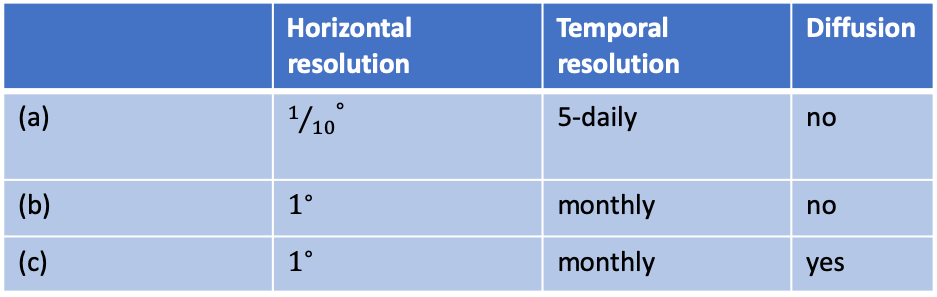 Horizontal resolution Temporal resolution Diffusion
(a) 1/10° 5-daily no
(b) 1° monthly no
(c) 1° monthly yes